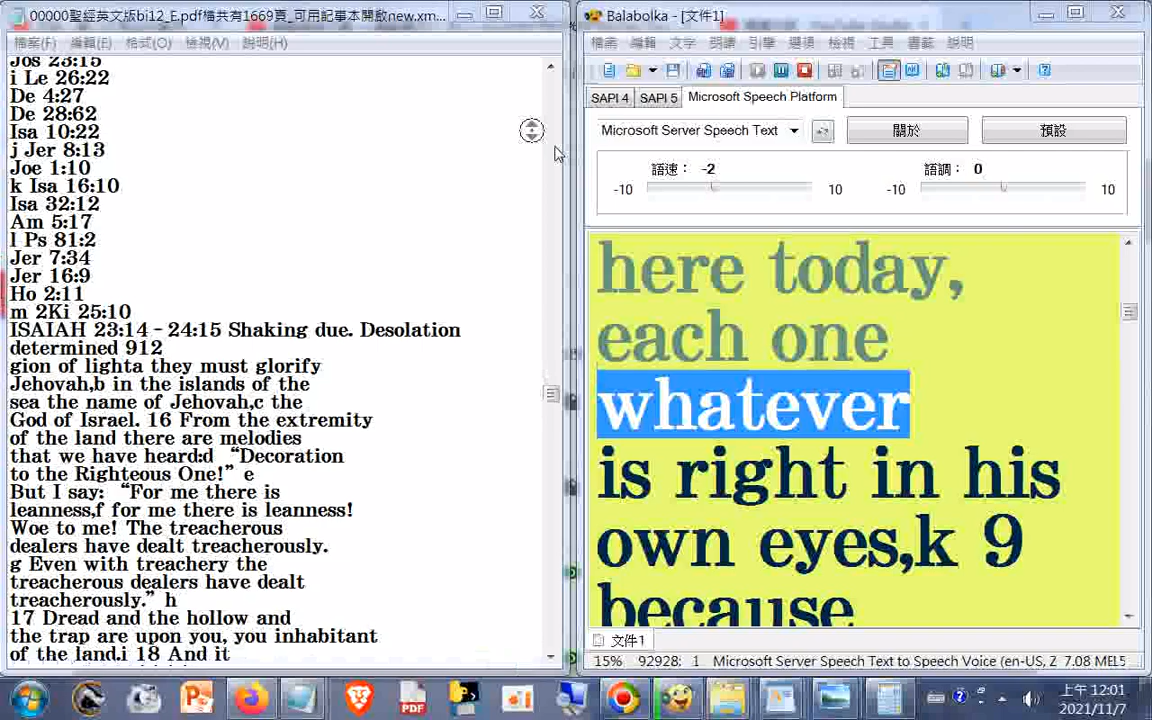 00000聖經英文版bi12_E.pdf檔共有1669頁_可用記事本開啟new.xm...
檔案(F) 編輯(E) 格式(O) 檢視(V) 說明(H)
Jos 23:15
i Le 26:22
De 4:27
De 28:62
Isa 10:22
j Jer 8:13
Joe 1:10
k Isa 16:10
Isa 32:12
Am 5:17
l Ps 81:2
Jer 7:34
Jer 16:9
Ho 2:11
m 2Ki 25:10
ISAIAH 23:14–24:15 Shaking due. Desolation
determined 912
gion of lighta they must glorify
Jehovah,b in the islands of the
sea the name of Jehovah,c the
God of Israel. 16 From the extremity
of the land there are melodies
that we have heard:d “Decoration
to the Righteous One!” e
But I say: “For me there is
leanness,f for me there is leanness!
Woe to me! The treacherous
dealers have dealt treacherously.
g Even with treachery the
treacherous dealers have dealt
treacherously.” h
17 Dread and the hollow and
the trap are upon you, you inhabitant
of the land.i 18 And it
Balabolka - [文件1]
檔案 編輯 文字 朗讀 引擎 選項 檢視 工具 書籤 說明
SAPI 4 SAPI 5 Microsoft Speech Platform
Microsoft Server Speech Text 關於 預設
語速： -2 語調： 0
-10 10 -10 10
here today,
each one
whatever
is right in his
own eyes,k 9
because
文件1
15% 92928: 1 Microsoft Server Speech Text to Speech Voice (en-US, Z 7.08 МЕБ
PDF
上午 12:01
2021/11/7